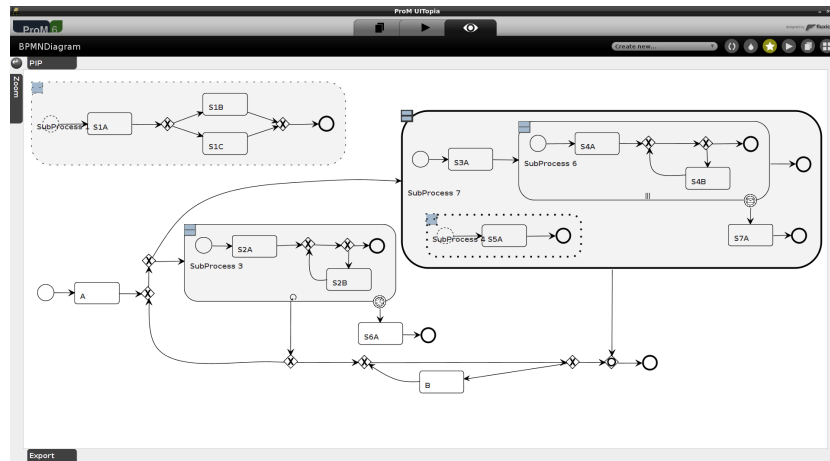 ProM UITopia
ProM 6
BPMNDiagram
Create new...
PIP
Zoom
SubProcess 1
S1A
S1B
S1C
S3A
S4A
SubProcess 6
S4B
SubProcess 7
SubProcess 4
S5A
S7A
S2A
SubProcess 3
S2B
A
S6A
B
Export